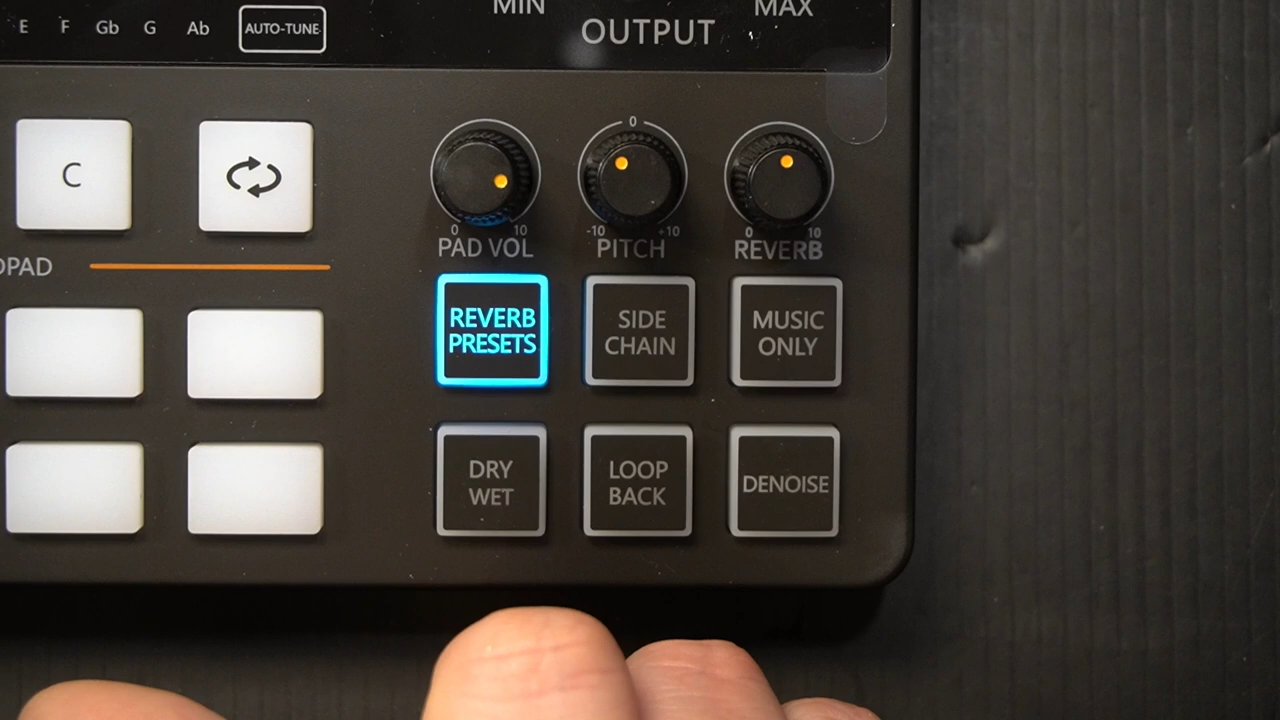 MIN MAX
OUTPUT
E F Gb G Ab AUTO-TUNE
C
0
0 10 -10 +10 0 10
PAD VOL PITCH REVERB
REVERB
PRESETS
SIDE
CHAIN
MUSIC
ONLY
DRY
WET
LOOP
BACK
DENOISE